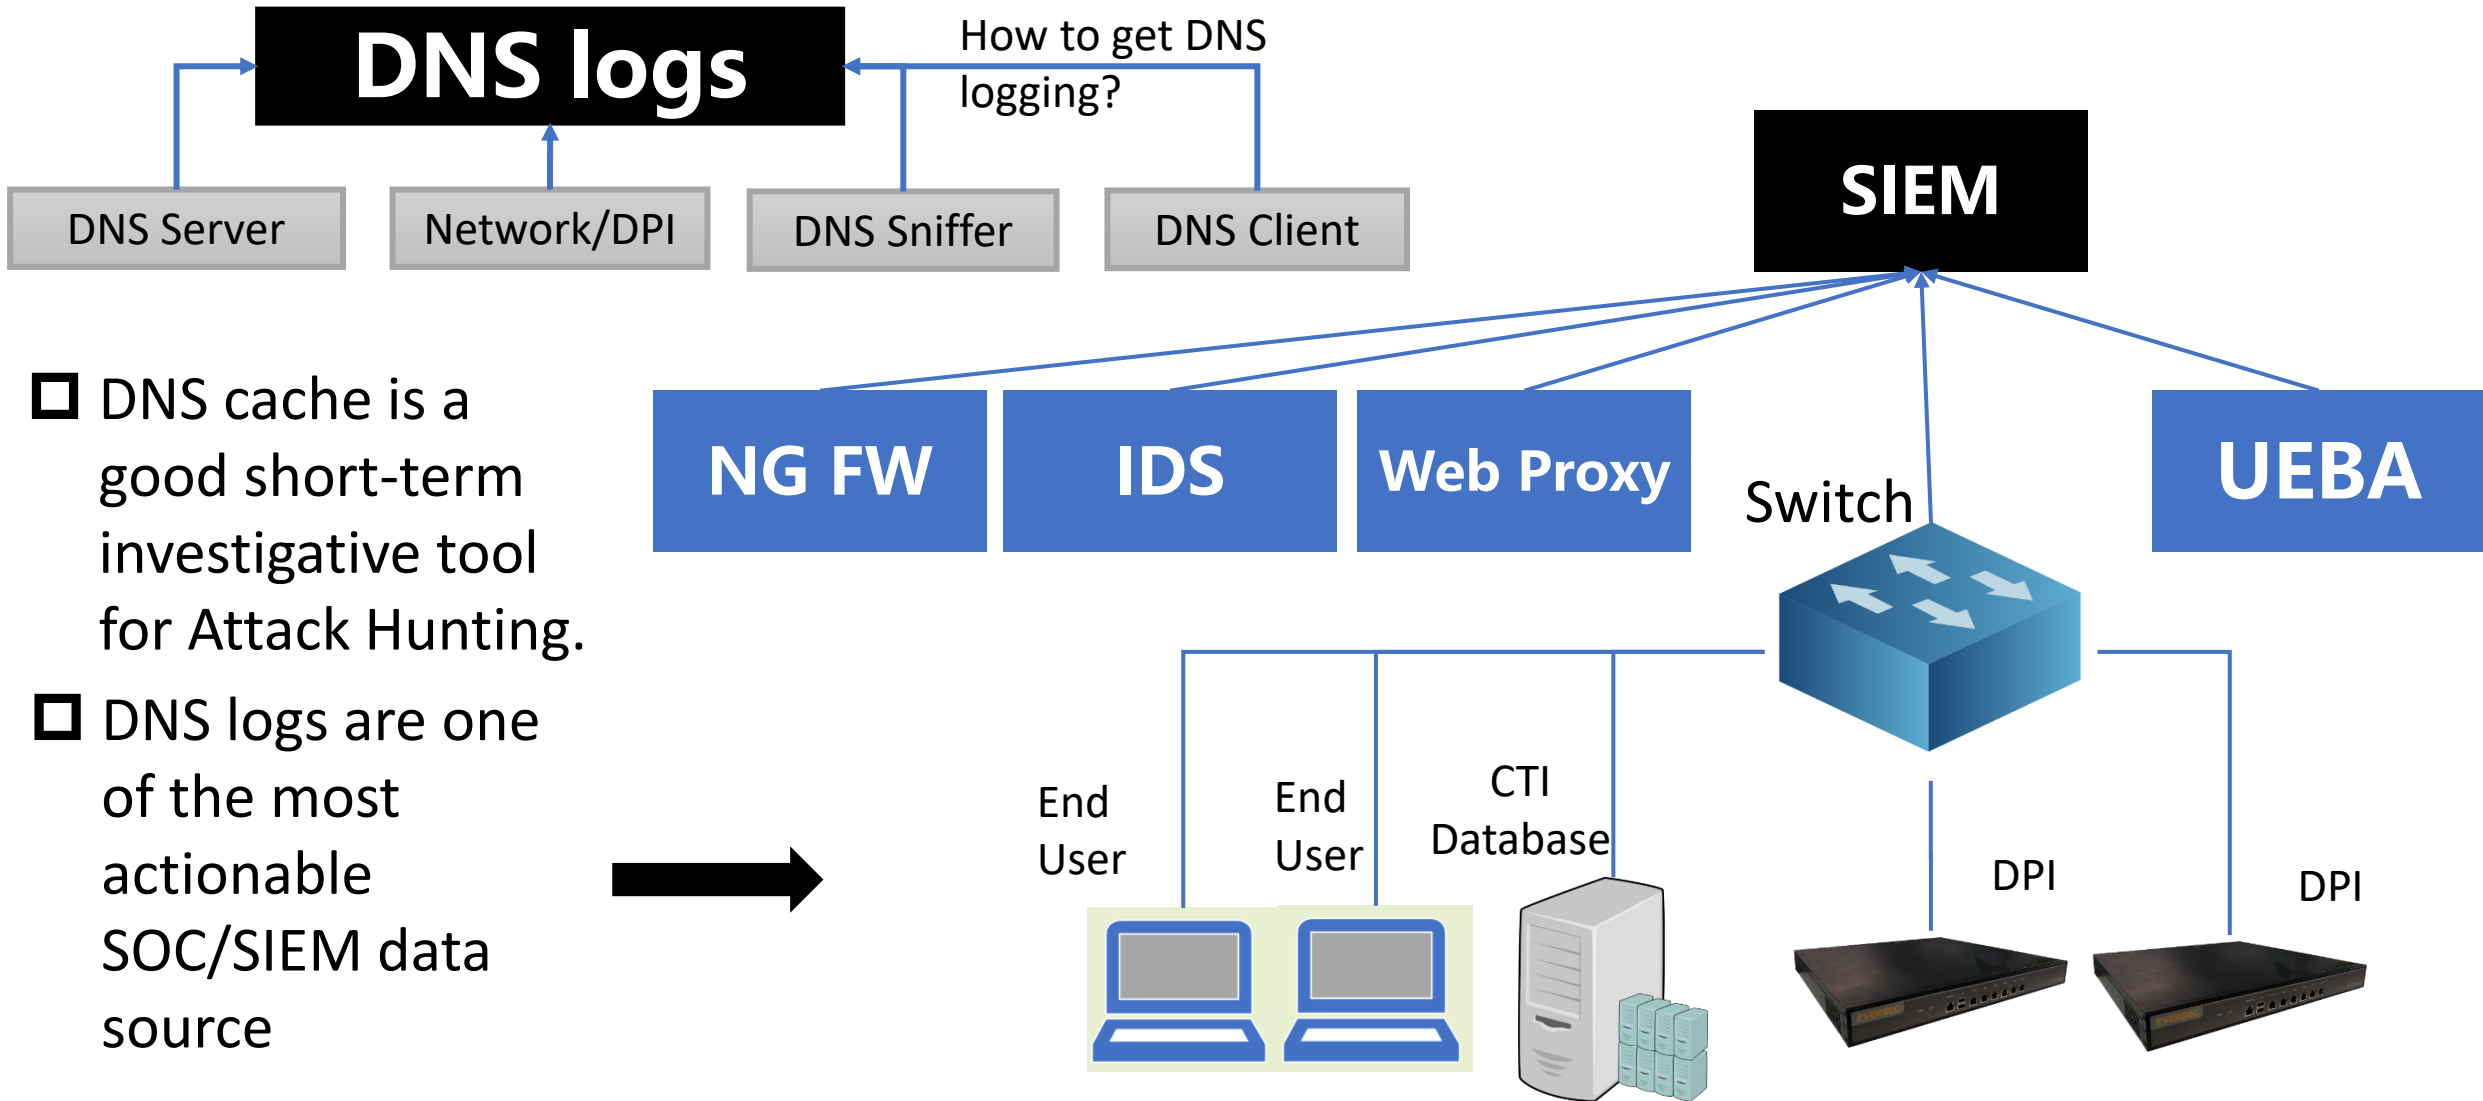 DNS logs
How to get DNS
logging?
DNS Server
Network/DPI
DNS Sniffer
DNS Client
SIEM
DNS cache is a
good short-term
investigative tool
for Attack Hunting.
DNS logs are one
of the most
actionable
SOC/SIEM data
source
NG FW
IDS
Web Proxy
UEBA
Switch
End
User
End
User
CTI
Database
DPI
DPI